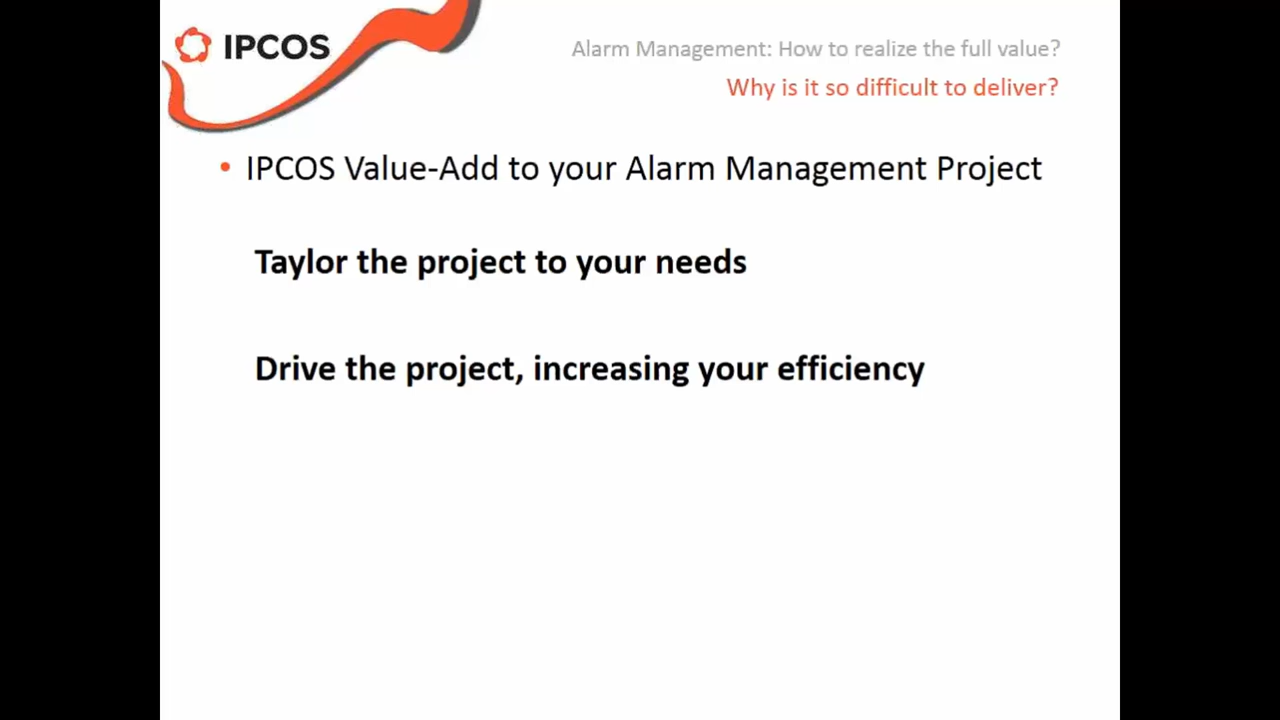 IPCOS
Alarm Management: How to realize the full value?
Why is it so difficult to deliver?
• IPCOS Value-Add to your Alarm Management Project
Taylor the project to your needs
Drive the project, increasing your efficiency